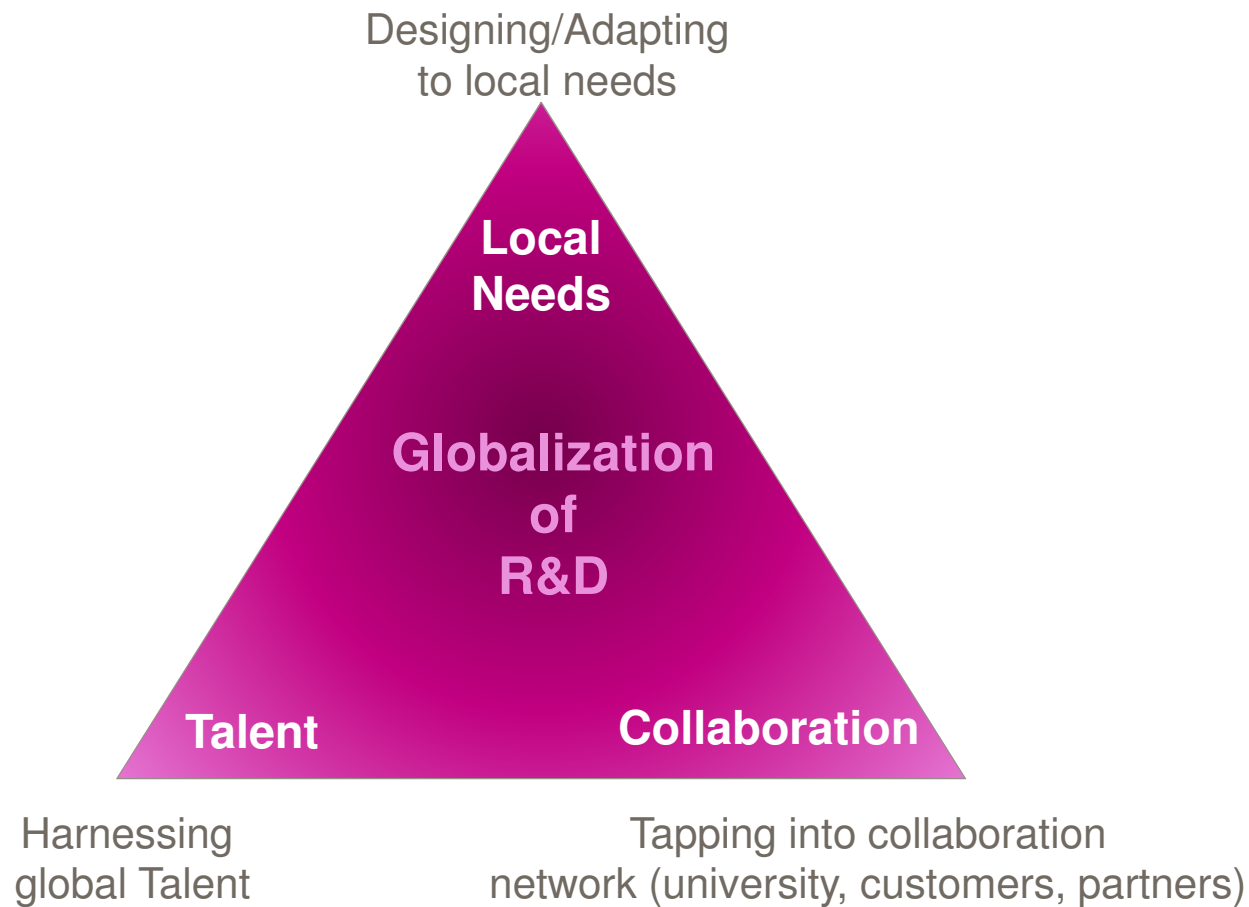 Designing/Adapting
to local needs
Local
Needs
Globalization
of
R&D
Talent
Collaboration
Harnessing
global Talent
Tapping into collaboration
network (university, customers, partners)